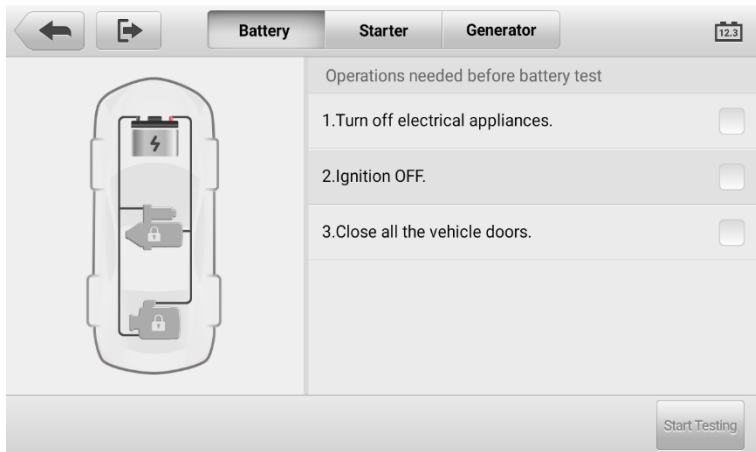 Battery
Starter
Generator
12.3
Operations needed before battery test
1.Turn off electrical appliances.
2.Ignition OFF.
3.Close all the vehicle doors.
Start Testing